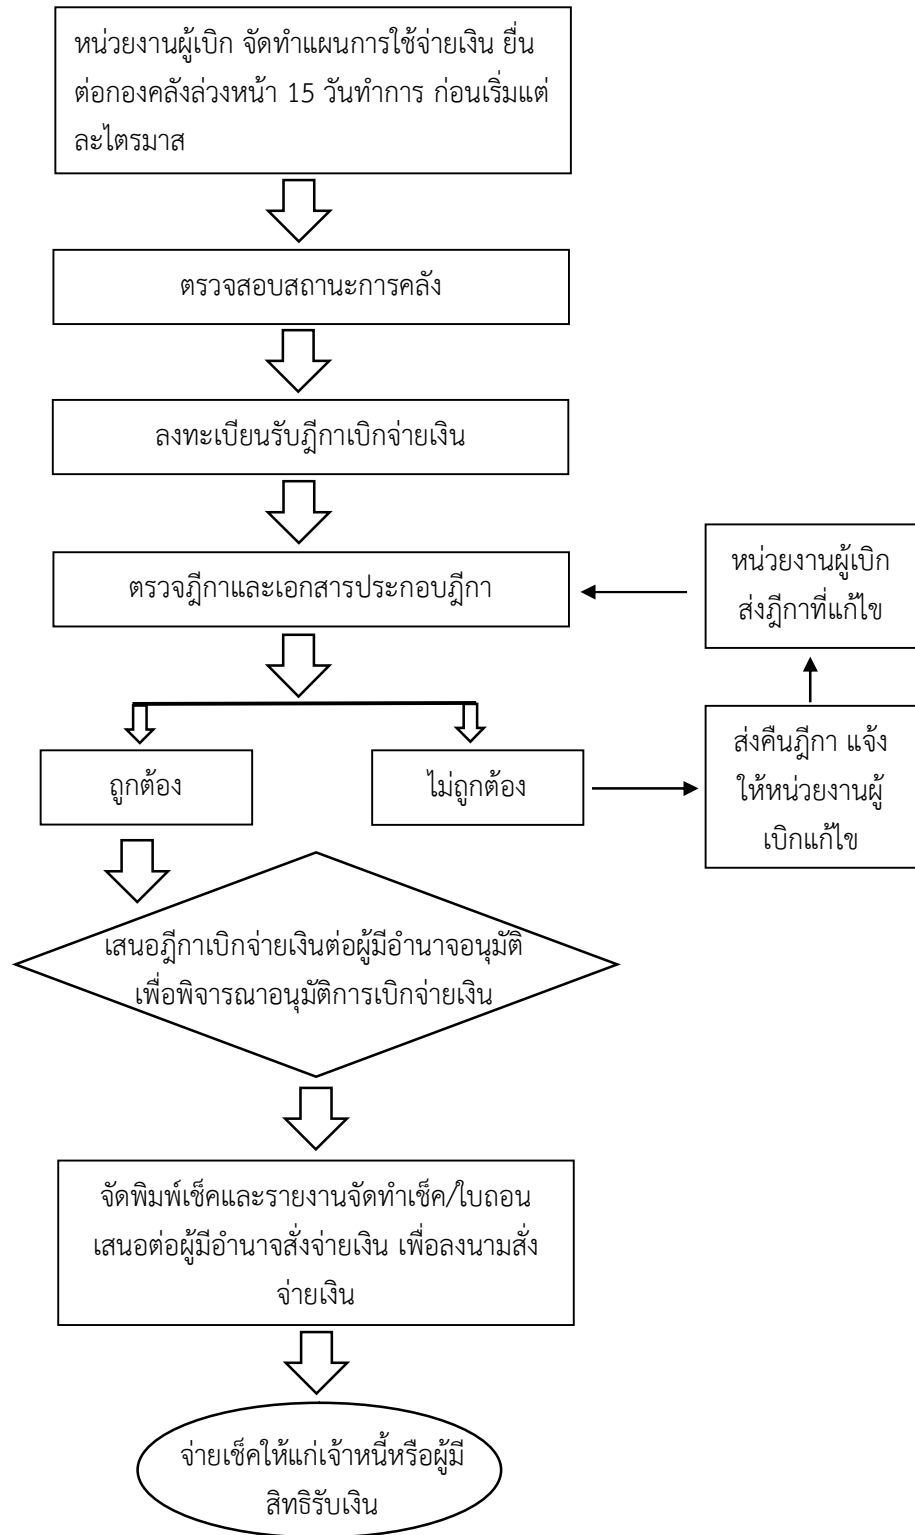 หน่วยงานผู้เบิก จัดทำแผนการใช้จ่ายเงิน ยื่น
ต่อกองคลังล่วงหน้า 15 วันทำการ ก่อนเริ่มแต่
ละไตรมาส
ตรวจสอบสถานะการคลัง
ลงทะเบียนรับฎีกาเบิกจ่ายเงิน
ตรวจฎีกาและเอกสารประกอบฎีกา
หน่วยงานผู้เบิก
ส่งฎีกาที่แก้ไข
ส่งคืนฎีกา แจ้ง
ให้หน่วยงานผู้
เบิกแก้ไข
ถูกต้อง
ไม่ถูกต้อง
เสนอฎีกาเบิกจ่ายเงินต่อผู้มีอำนาจอนุมัติ
เพื่อพิจารณาอนุมัติการเบิกจ่ายเงิน
จัดพิมพ์เช็คและรายงานจัดทำเช็ค/ใบถอน
เสนอต่อผู้มีอำนาจสั่งจ่ายเงิน เพื่อลงนามสั่ง
จ่ายเงิน
จ่ายเช็คให้แก่เจ้าหนี้หรือผู้มี
สิทธิรับเงิน